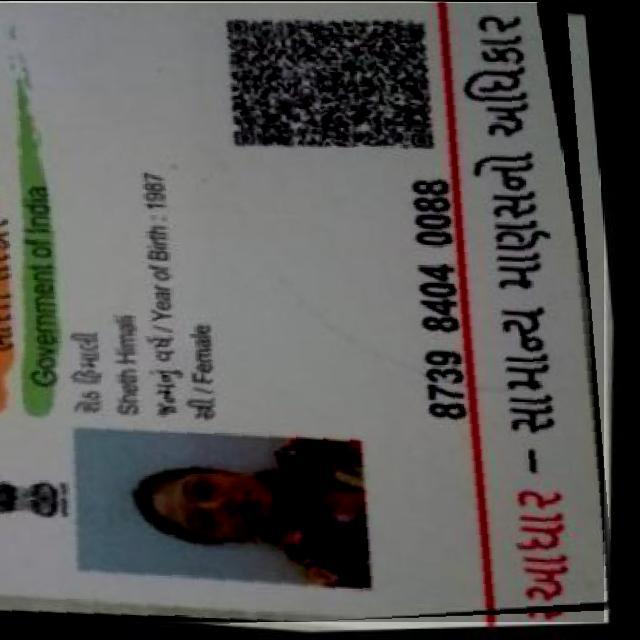 Government of India
શેઠ હિમાલી
Sheth Himali
જન્મનું વર્ષ / Year of Birth : 1987
સ્ત્રી / Female
8739 8404 0088
આધાર – સામાન્ય માણસનો અધિકાર